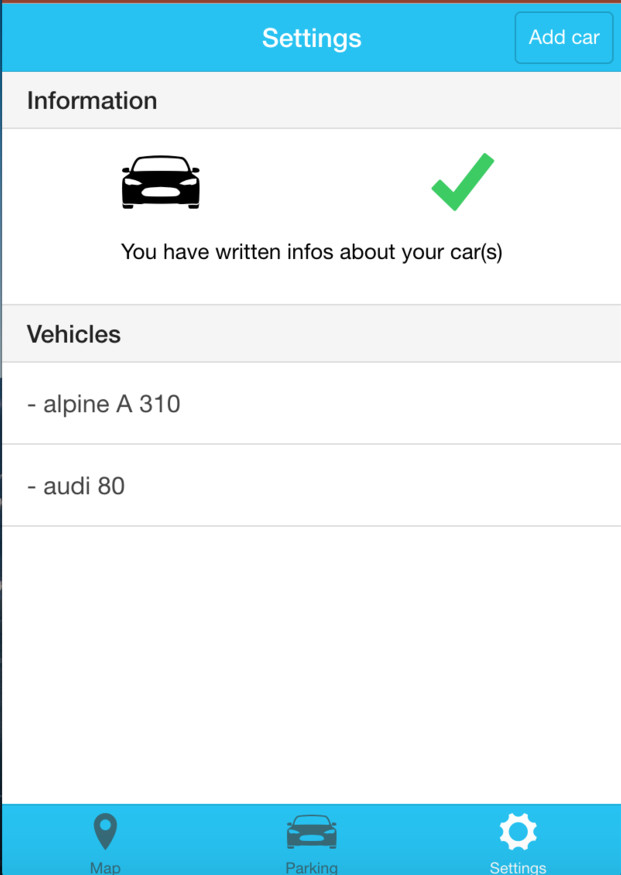 Settings
Add car
Information
You have written infos about your car(s)
Vehicles
- alpine A 310
- audi 80
Map
Parking
Settings